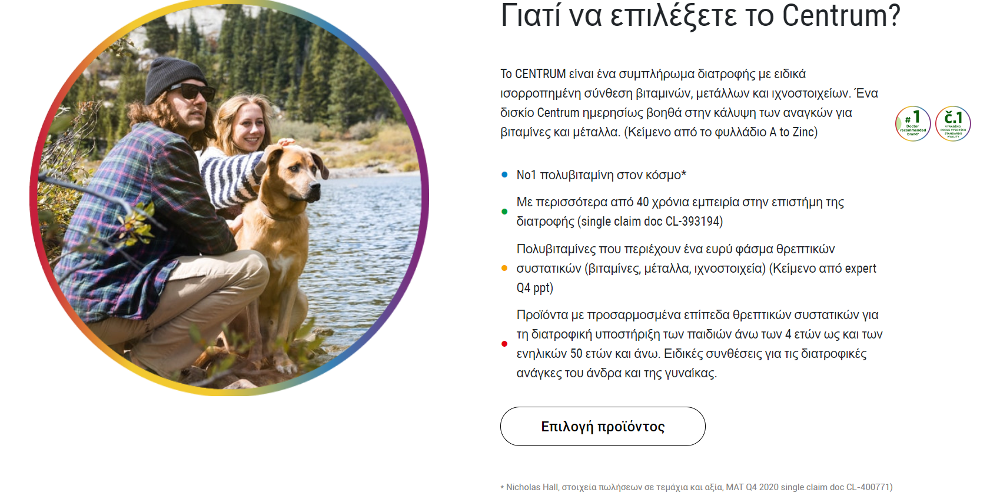 Γιατί να επιλέξετε το Centrum?
Το CENTRUM είναι ένα συμπλήρωμα διατροφής με ειδικά
ισορροπημένη σύνθεση βιταμινών, μετάλλων και ιχνοστοιχείων. Ένα
δισκίο Centrum ημερησίως βοηθά στην κάλυψη των αναγκών για
βιταμίνες και μέταλλα. (Κείμενο από το φυλλάδιο A to Zinc)
#1
Doctor
recommended
brand*
č.1
VYRÁBĚNO
PODLE VYSOKÝCH
STANDARDŮ
KVALITY
Νο1 πολυβιταμίνη στον κόσμο*
Με περισσότερα από 40 χρόνια εμπειρία στην επιστήμη της
διατροφής (single claim doc CL-393194)
Πολυβιταμίνες που περιέχουν ένα ευρύ φάσμα θρεπτικών
συστατικών (βιταμίνες, μέταλλα, ιχνοστοιχεία) (Κείμενο από expert
Q4 ppt)
Προϊόντα με προσαρμοσμένα επίπεδα θρεπτικών συστατικών για
τη διατροφική υποστήριξη των παιδιών άνω των 4 ετών ως και των
ενηλικών 50 ετών και άνω. Ειδικές συνθέσεις για τις διατροφικές
ανάγκες του άνδρα και της γυναίκας.
Επιλογή προϊόντος
* Nicholas Hall, στοιχεία πωλήσεων σε τεμάχια και αξία, MAT Q4 2020 single claim doc CL-400771)